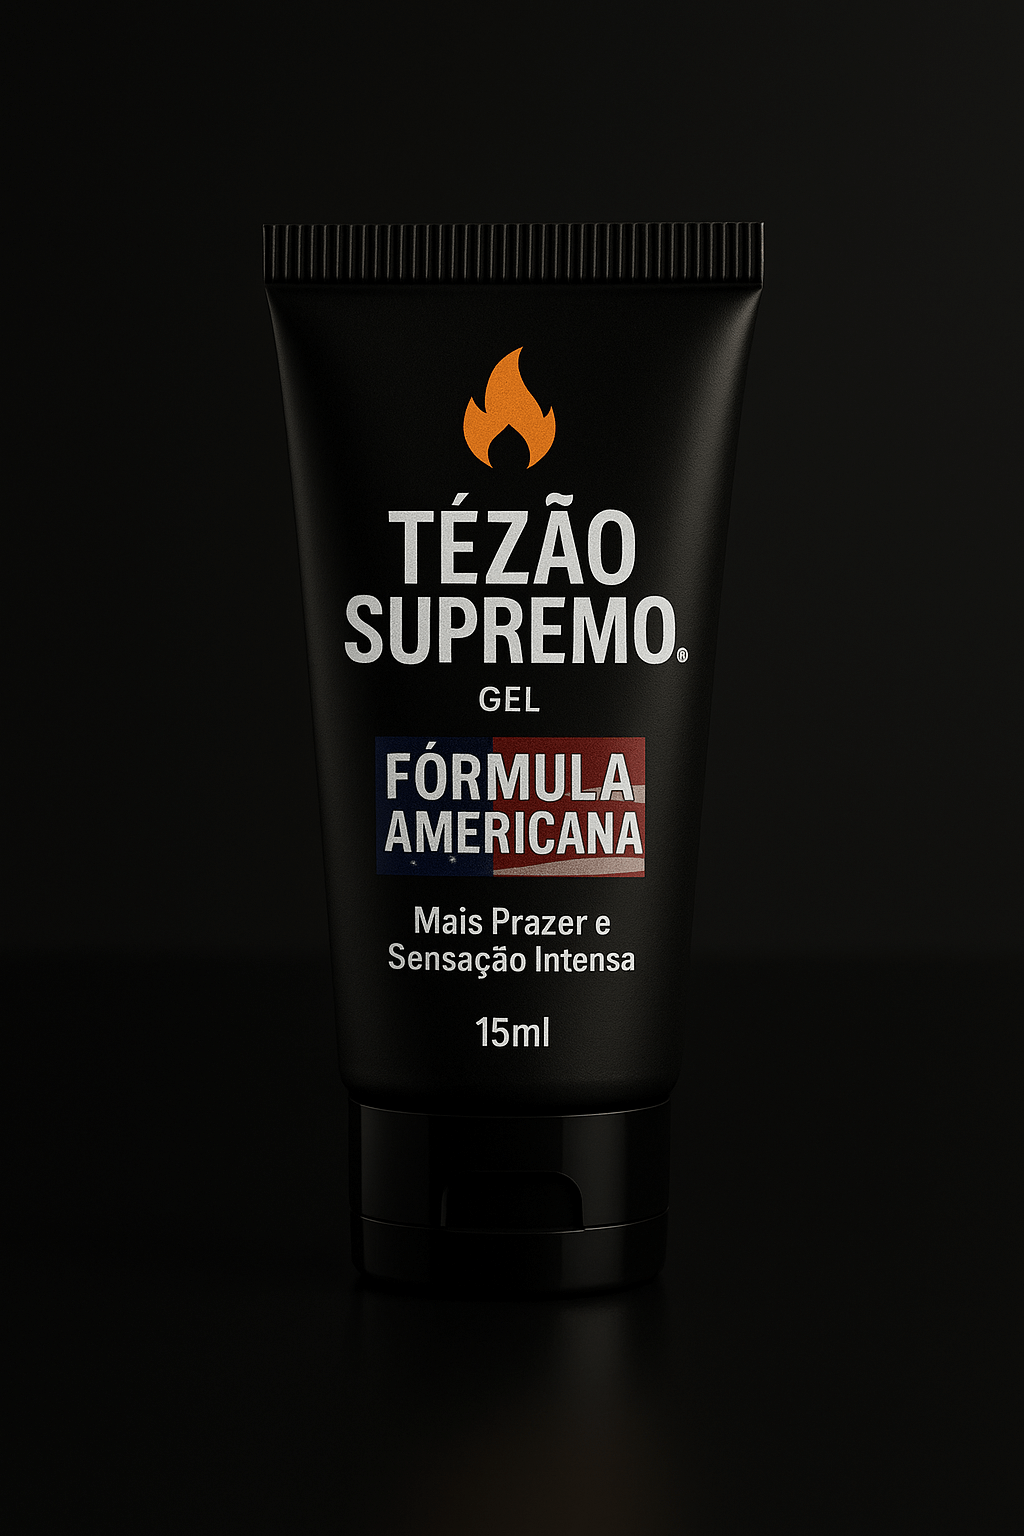 TÉZÃO
SUPREMO®
GEL
FÓRMULA
AMERICANA
Mais Prazer e
Sensação Intensa
15ml